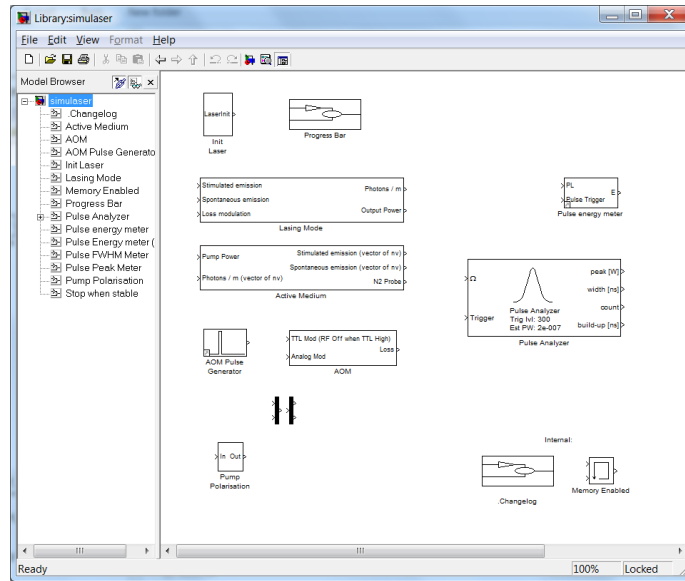 Library:simulaser
File Edit View Format Help
Model Browser
simulaser
.Changelog
Active Medium
AOM
AOM Pulse Generato
Init Laser
Lasing Mode
Memory Enabled
Progress Bar
Pulse Analyzer
Pulse energy meter
Pulse Energy meter (
Pulse FWHM Meter
Pulse Peak Meter
Pump Polarisation
Stop when stable
LaserInit
Init
Laser
Progress Bar
Stimulated emission
Spontaneous emission
Loss modulation
Photons / m
Output Power
Lasing Mode
PL
Pulse Trigger
E
Pulse energy meter
Pump Power
Photons / m (vector of nv)
Stimulated emission (vector of nv)
Spontaneous emission (vector of nv)
N2 Probe
Active Medium
Ω
Trigger
Pulse Analyzer
Trig lvl: 300
Est PW: 2e-007
peak [W]
width [ns]
count
build-up [ns]
Pulse Analyzer
AOM Pulse
Generator
TTL Mod (RF Off when TTL High)
Analog Mod
Loss
AOM
In Out
Pump
Polarisation
Internal:
.Changelog
Memory Enabled
Ready
100% Locked